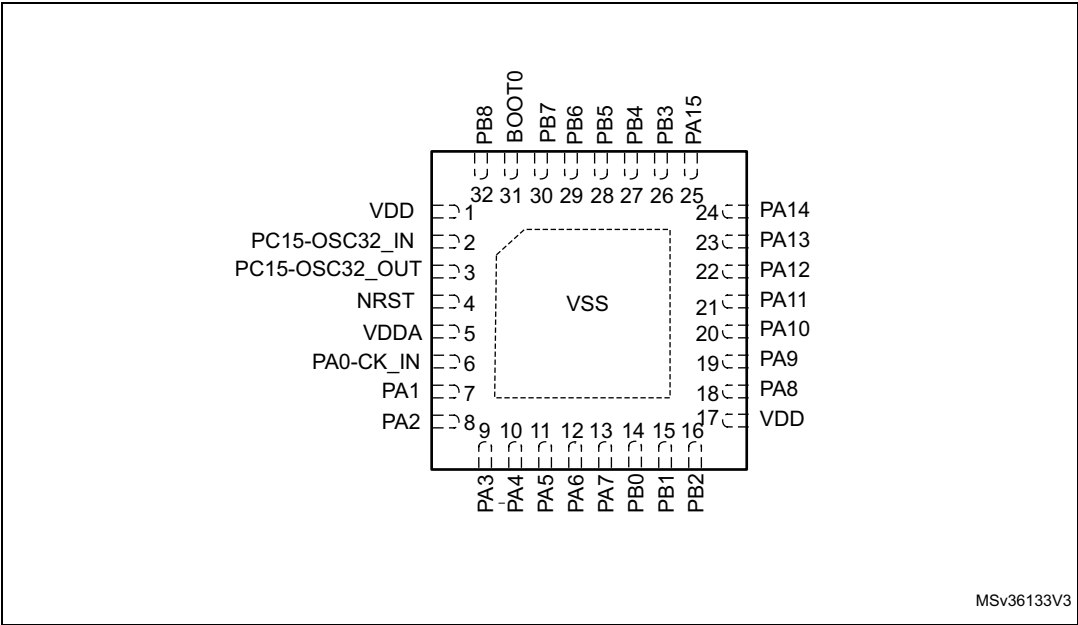 PB8
BOOT0
PB7
PB6
PB5
PB4
PB3
PA15
32 31 30 29 28 27 26 25
VDD 1
PC15-OSC32_IN 2
PC15-OSC32_OUT 3
NRST 4
VDDA 5
PA0-CK_IN 6
PA1 7
PA2 8
VSS
24 PA14
23 PA13
22 PA12
21 PA11
20 PA10
19 PA9
18 PA8
17 VDD
9 10 11 12 13 14 15 16
PA3
PA4
PA5
PA6
PA7
PB0
PB1
PB2
MSv36133V3